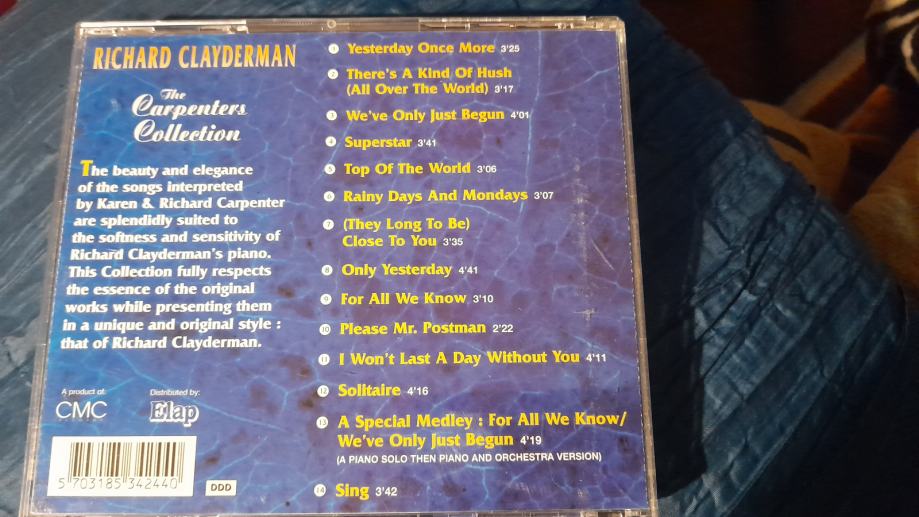 RICHARD CLAYDERMAN
The
Carpenters
Collection
The beauty and elegance
of the songs interpreted
by Karen & Richard Carpenter
are splendidly suited to
the softness and sensitivity of
Richard Clayderman's piano.
This Collection fully respects
the essence of the original
works while presenting them
in a unique and original style :
that of Richard Clayderman.
A product of:
CMC
Distributed by:
Elap
5 703185 342440
DDD
1 Yesterday Once More 3'25
2 There's A Kind Of Hush
(All Over The World) 3'17
3 We've Only Just Begun 4'01
4 Superstar 3'41
5 Top Of The World 3'06
6 Rainy Days And Mondays 3'07
7 (They Long To Be)
Close To You 3'35
8 Only Yesterday 4'41
9 For All We Know 3'10
10 Please Mr. Postman 2'22
11 I Won't Last A Day Without You 4'11
12 Solitaire 4'16
13 A Special Medley : For All We Know/
We've Only Just Begun 4'19
(A PIANO SOLO THEN PIANO AND ORCHESTRA VERSION)
14 Sing 3'42